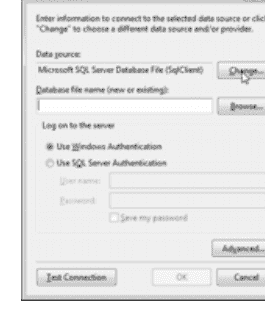 Enter information to connect to the selected data source or clic
"Change" to choose a different data source and/or provider.
Data source:
Microsoft SQL Server Database File (SqlClient)
Change...
Database file name (new or existing):
Browse...
Log on to the server
Use Windows Authentication
Use SQL Server Authentication
User name:
Password:
Save my password
Advanced...
Test Connection
OK
Cancel